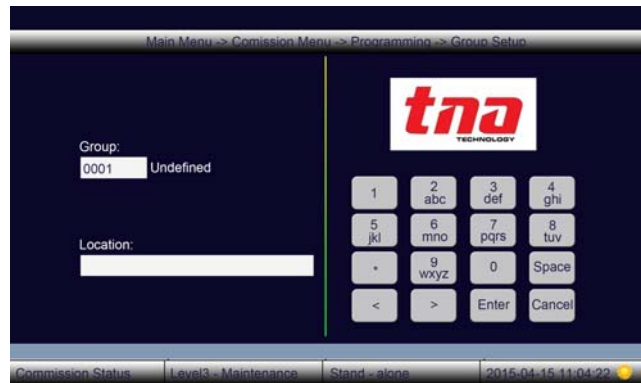 Main Menu -> Comission Menu -> Programming -> Group Setup
Group:
0001 Undefined
Location:
tna
TECHNOLOGY
1
2 abc
3 def
4 ghi
5 jkl
6 mno
7 pqrs
8 tuv
*
9 wxyz
0
Space
<
>
Enter
Cancel
Commission Status
Level3 - Maintenance
Stand - alone
2015-04-15 11:04:22